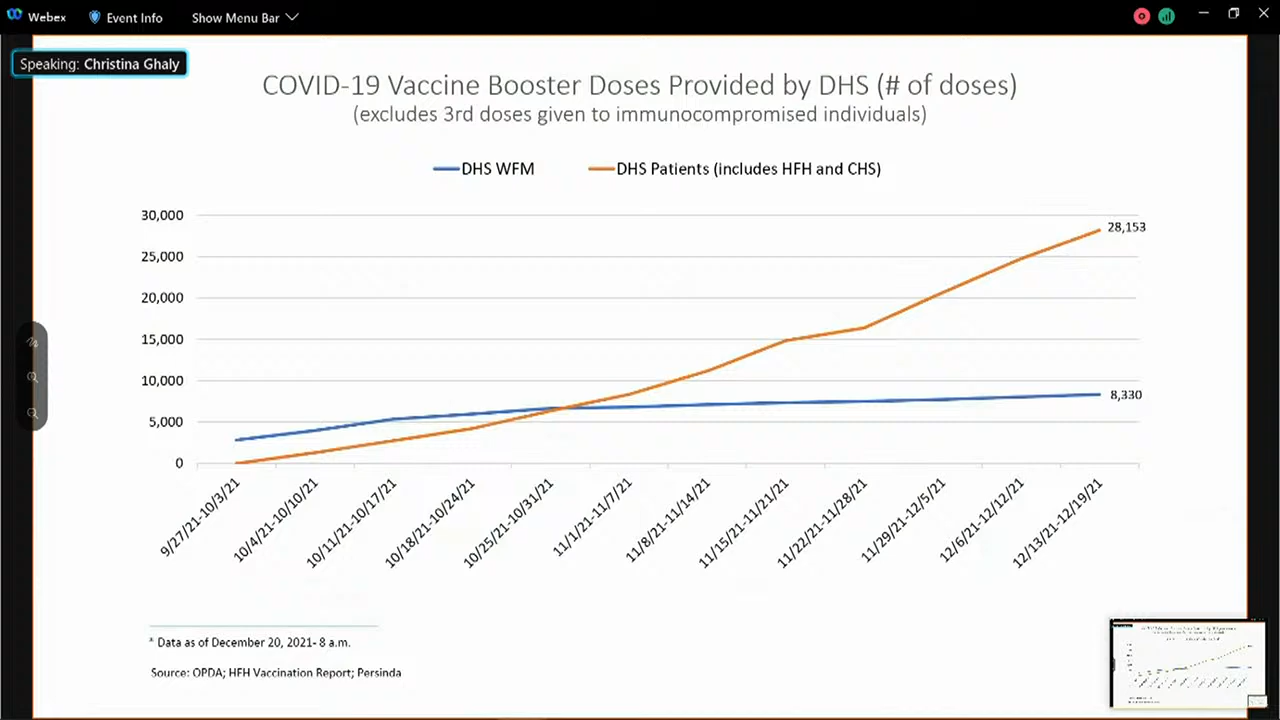 Webex
Event Info
Show Menu Bar
Speaking: Christina Ghaly
COVID-19 Vaccine Booster Doses Provided by DHS (# of doses)
(excludes 3rd doses given to immunocompromised individuals)
DHS WFM
DHS Patients (includes HFH and CHS)
30,000
25,000
20,000
15,000
10,000
5,000
0
28,153
8,330
9/27/21-10/3/21
10/4/21-10/10/21
10/11/21-10/17/21
10/18/21-10/24/21
10/25/21-10/31/21
11/1/21-11/7/21
11/8/21-11/14/21
11/15/21-11/21/21
11/22/21-11/28/21
11/29/21-12/5/21
12/6/21-12/12/21
12/13/21-12/19/21
* Data as of December 20, 2021- 8 a.m.
Source: OPDA; HFH Vaccination Report; Persinda